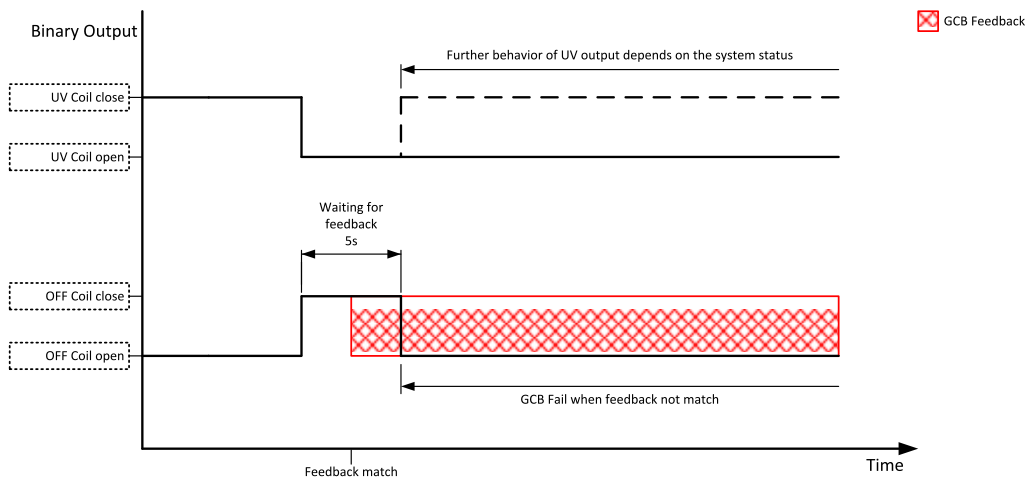 Binary Output
GCB Feedback
Further behavior of UV output depends on the system status
UV Coil close
UV Coil open
Waiting for
feedback
5s
OFF Coil close
OFF Coil open
GCB Fail when feedback not match
Feedback match
Time